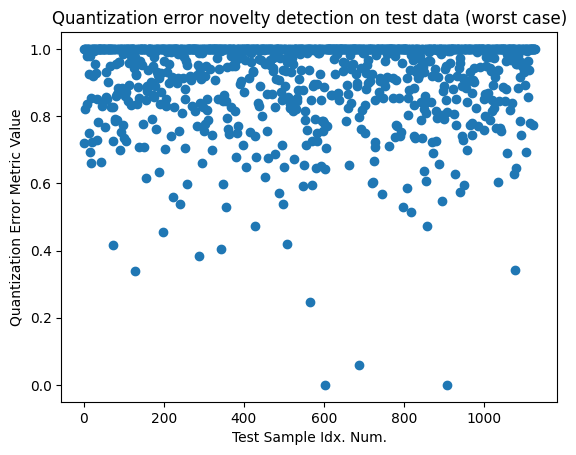 Quantization error novelty detection on test data (worst case)
1.0
0.8
0.6
0.4
0.2
0.0
Quantization Error Metric Value
0 200 400 600 800 1000
Test Sample Idx. Num.